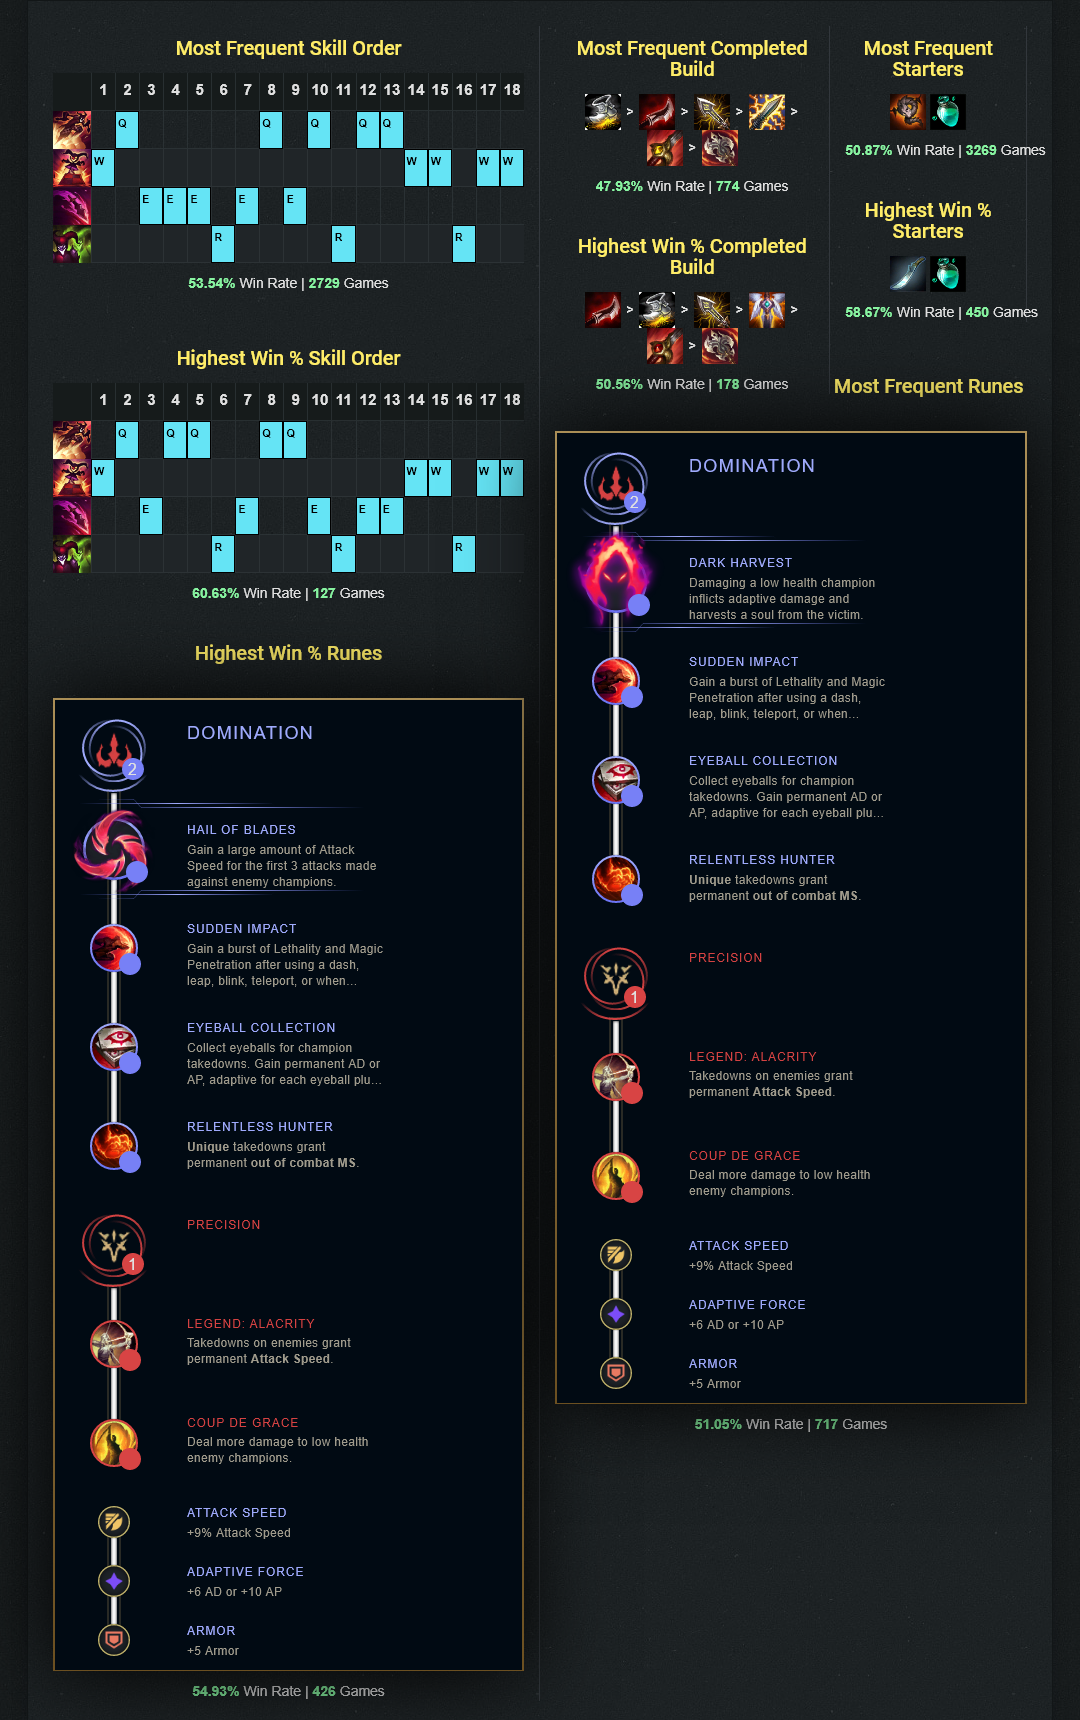 Most Frequent Skill Order
1 2 3 4 5 6 7 8 9 10 11 12 13 14 15 16 17 18
Q Q Q Q Q
W W W W W
E E E E E
R R R
53.54% Win Rate | 2729 Games
Highest Win % Skill Order
1 2 3 4 5 6 7 8 9 10 11 12 13 14 15 16 17 18
Q Q Q Q Q
W W W W W
E E E E E
R R R
60.63% Win Rate | 127 Games
Highest Win % Runes
DOMINATION
2
HAIL OF BLADES
Gain a large amount of Attack
Speed for the first 3 attacks made
against enemy champions.
SUDDEN IMPACT
Gain a burst of Lethality and Magic
Penetration after using a dash,
leap, blink, teleport, or when...
EYEBALL COLLECTION
Collect eyeballs for champion
takedowns. Gain permanent AD or
AP, adaptive for each eyeball plu...
RELENTLESS HUNTER
Unique takedowns grant
permanent out of combat MS.
PRECISION
1
LEGEND: ALACRITY
Takedowns on enemies grant
permanent Attack Speed.
COUP DE GRACE
Deal more damage to low health
enemy champions.
ATTACK SPEED
+9% Attack Speed
ADAPTIVE FORCE
+6 AD or +10 AP
ARMOR
+5 Armor
54.93% Win Rate | 426 Games
Most Frequent Completed
Build
> > > >
>
47.93% Win Rate | 774 Games
Highest Win % Completed
Build
> > > >
>
50.56% Win Rate | 178 Games
Most Frequent
Starters
50.87% Win Rate | 3269 Games
Highest Win %
Starters
58.67% Win Rate | 450 Games
Most Frequent Runes
DOMINATION
2
DARK HARVEST
Damaging a low health champion
inflicts adaptive damage and
harvests a soul from the victim.
SUDDEN IMPACT
Gain a burst of Lethality and Magic
Penetration after using a dash,
leap, blink, teleport, or when...
EYEBALL COLLECTION
Collect eyeballs for champion
takedowns. Gain permanent AD or
AP, adaptive for each eyeball plu...
RELENTLESS HUNTER
Unique takedowns grant
permanent out of combat MS.
PRECISION
1
LEGEND: ALACRITY
Takedowns on enemies grant
permanent Attack Speed.
COUP DE GRACE
Deal more damage to low health
enemy champions.
ATTACK SPEED
+9% Attack Speed
ADAPTIVE FORCE
+6 AD or +10 AP
ARMOR
+5 Armor
51.05% Win Rate | 717 Games